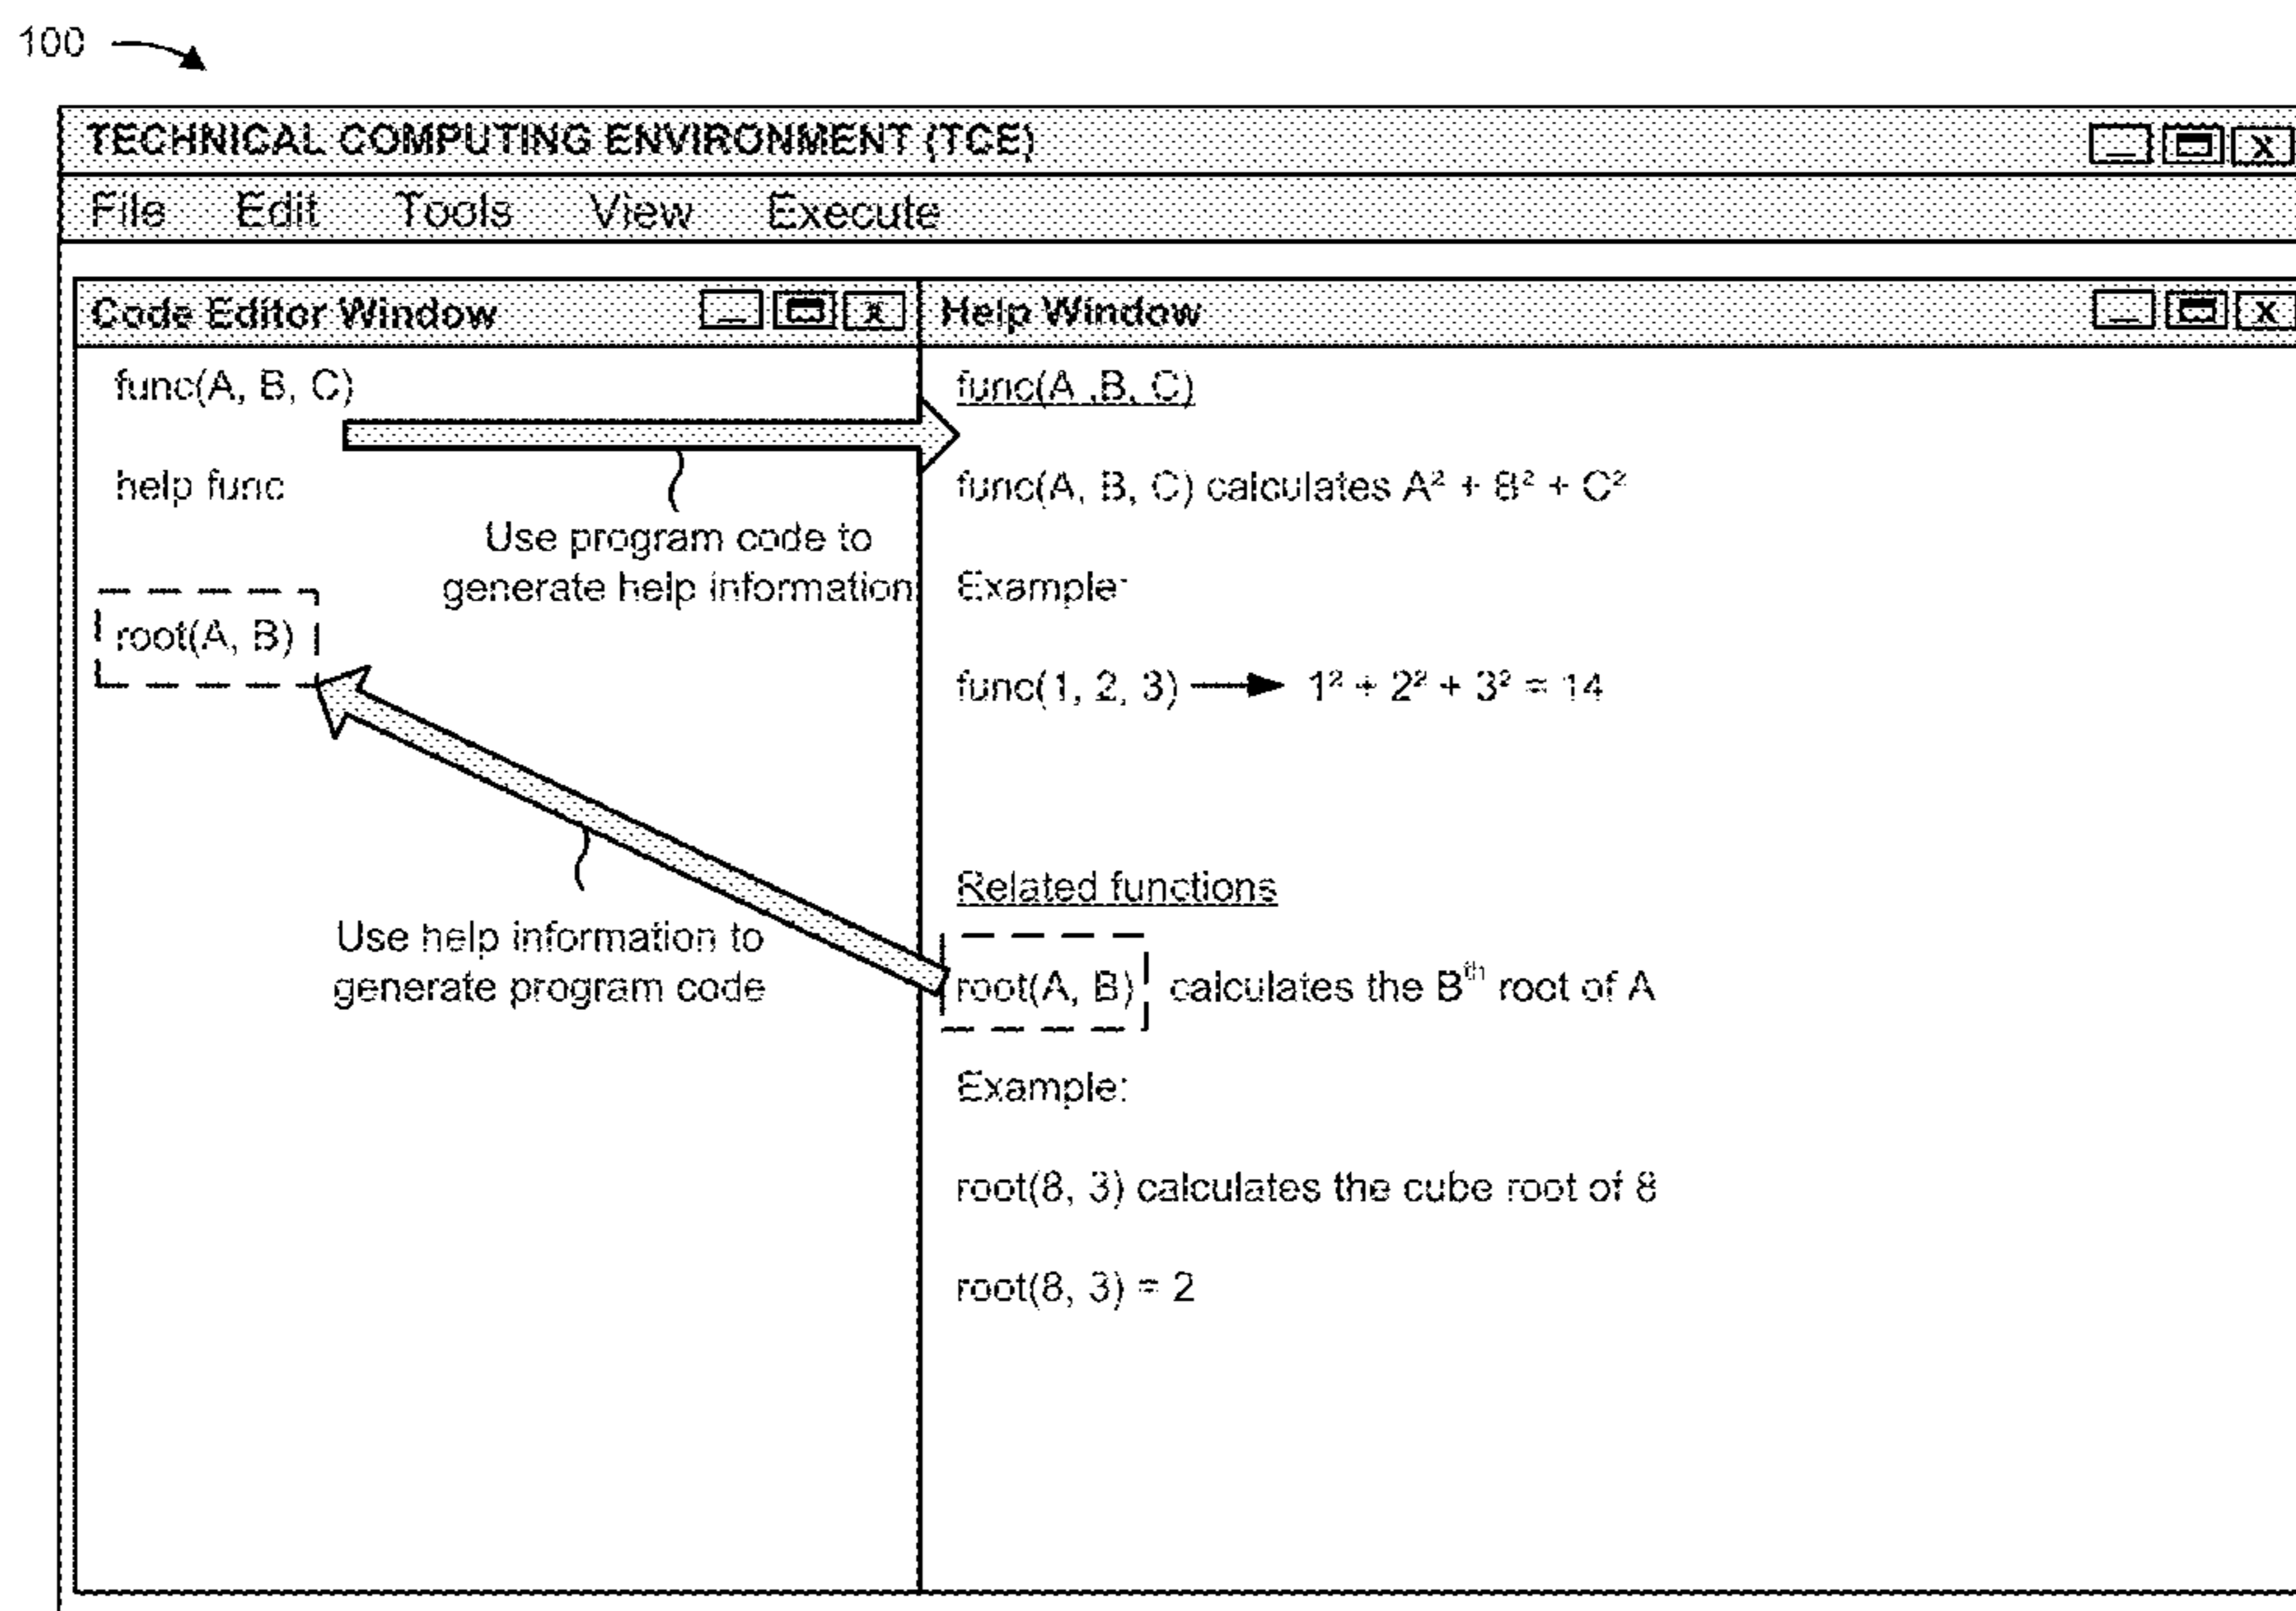 100
TECHNICAL COMPUTING ENVIRONMENT (TCE)
File Edit Tools View Execute
Code Editor Window
func(A, B, C)
help func
Use program code to
generate help information
root(A, B)
Use help information to
generate program code
Help Window
func(A ,B, C)
func(A, B, C) calculates A² + B² + C²
Example:
func(1, 2, 3) → 1² + 2² + 3² = 14
Related functions
root(A, B) calculates the Bᵗʰ root of A
Example:
root(8, 3) calculates the cube root of 8
root(8, 3) = 2